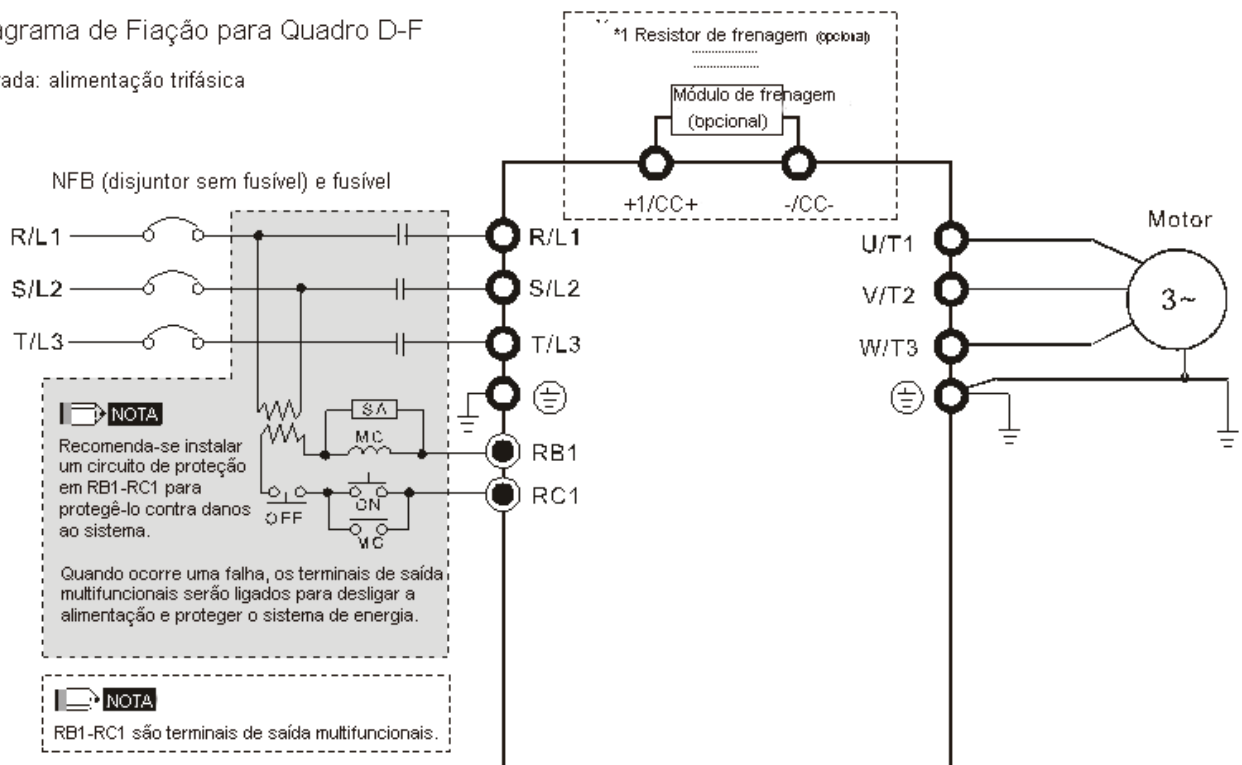 agrama de Fiação para Quadro D-F
rada: alimentação trifásica
*1 Resistor de frenagem (opcional)
Módulo de frenagem
(opcional)
+1/CC+ -/CC-
NFB (disjuntor sem fusível) e fusível
Motor
R/L1 R/L1 U/T1
S/L2 S/L2 V/T2 3~
T/L3 T/L3 W/T3
NOTA
Recomenda-se instalar
um circuito de proteção
em RB1-RC1 para
protegê-lo contra danos
ao sistema.
SA
MC RB1
RC1
OFF ON
MC
Quando ocorre uma falha, os terminais de saída
multifuncionais serão ligados para desligar a
alimentação e proteger o sistema de energia.
NOTA
RB1-RC1 são terminais de saída multifuncionais.